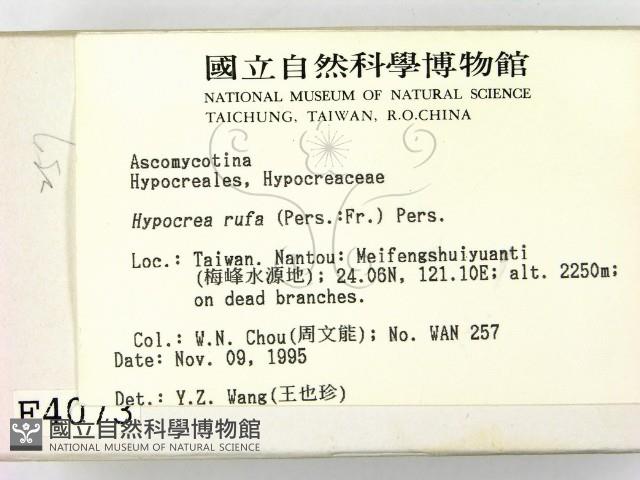 國立自然科學博物館
NATIONAL MUSEUM OF NATURAL SCIENCE
TAICHUNG, TAIWAN, R.O.CHINA
Ascomycotina
Hypocreales, Hypocreaceae
Hypocrea rufa (Pers.:Fr.) Pers.
Loc.: Taiwan. Nantou: Meifengshuiyuanti
(梅峰水源地); 24.06N, 121.10E; alt. 2250m;
on dead branches.
Col.: W.N. Chou(周文能); No. WAN 257
Date: Nov. 09, 1995
Det.: Y.Z. Wang(王也珍)
F4073
國立自然科學博物館
NATIONAL MUSEUM OF NATURAL SCIENCE